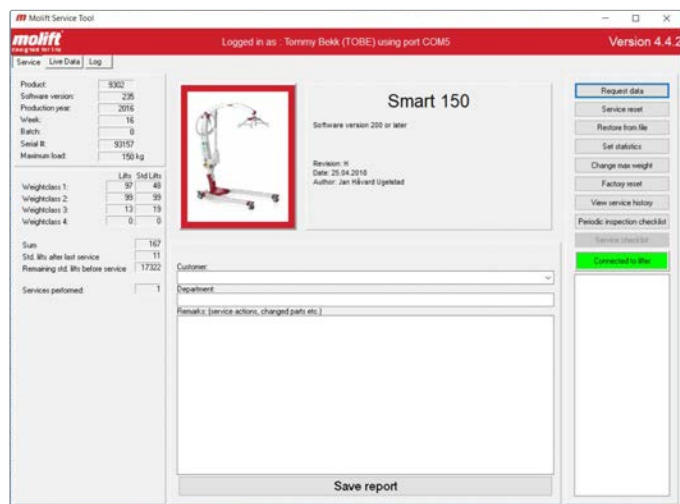 Molift Service Tool
molift
designed for life
Logged in as : Tommy Bekk (TOBE) using port COM5
Version 4.4.2
Service Live Data Log
Product: 9302
Software version: 235
Production year: 2016
Week: 16
Batch: 0
Serial #: 93157
Maximum load: 150 kg
Lifts Std Lifts
Weightclass 1: 97 48
Weightclass 2: 99 99
Weightclass 3: 13 19
Weightclass 4: 0 0
Sum 167
Std. lifts after last service 11
Remaining std. lifts before service 17322
Services performed: 1
Smart 150
Software version 200 or later
Revision: H
Date: 25.04.2018
Author: Jan Håvard Ugelstad
Customer:
Department:
Remarks: (service actions, changed parts etc.)
Save report
Request data
Service reset
Restore from file
Set statistics
Change max weight
Factory reset
View service history
Periodic inspection checklist
Service checklist
Connected to lifter